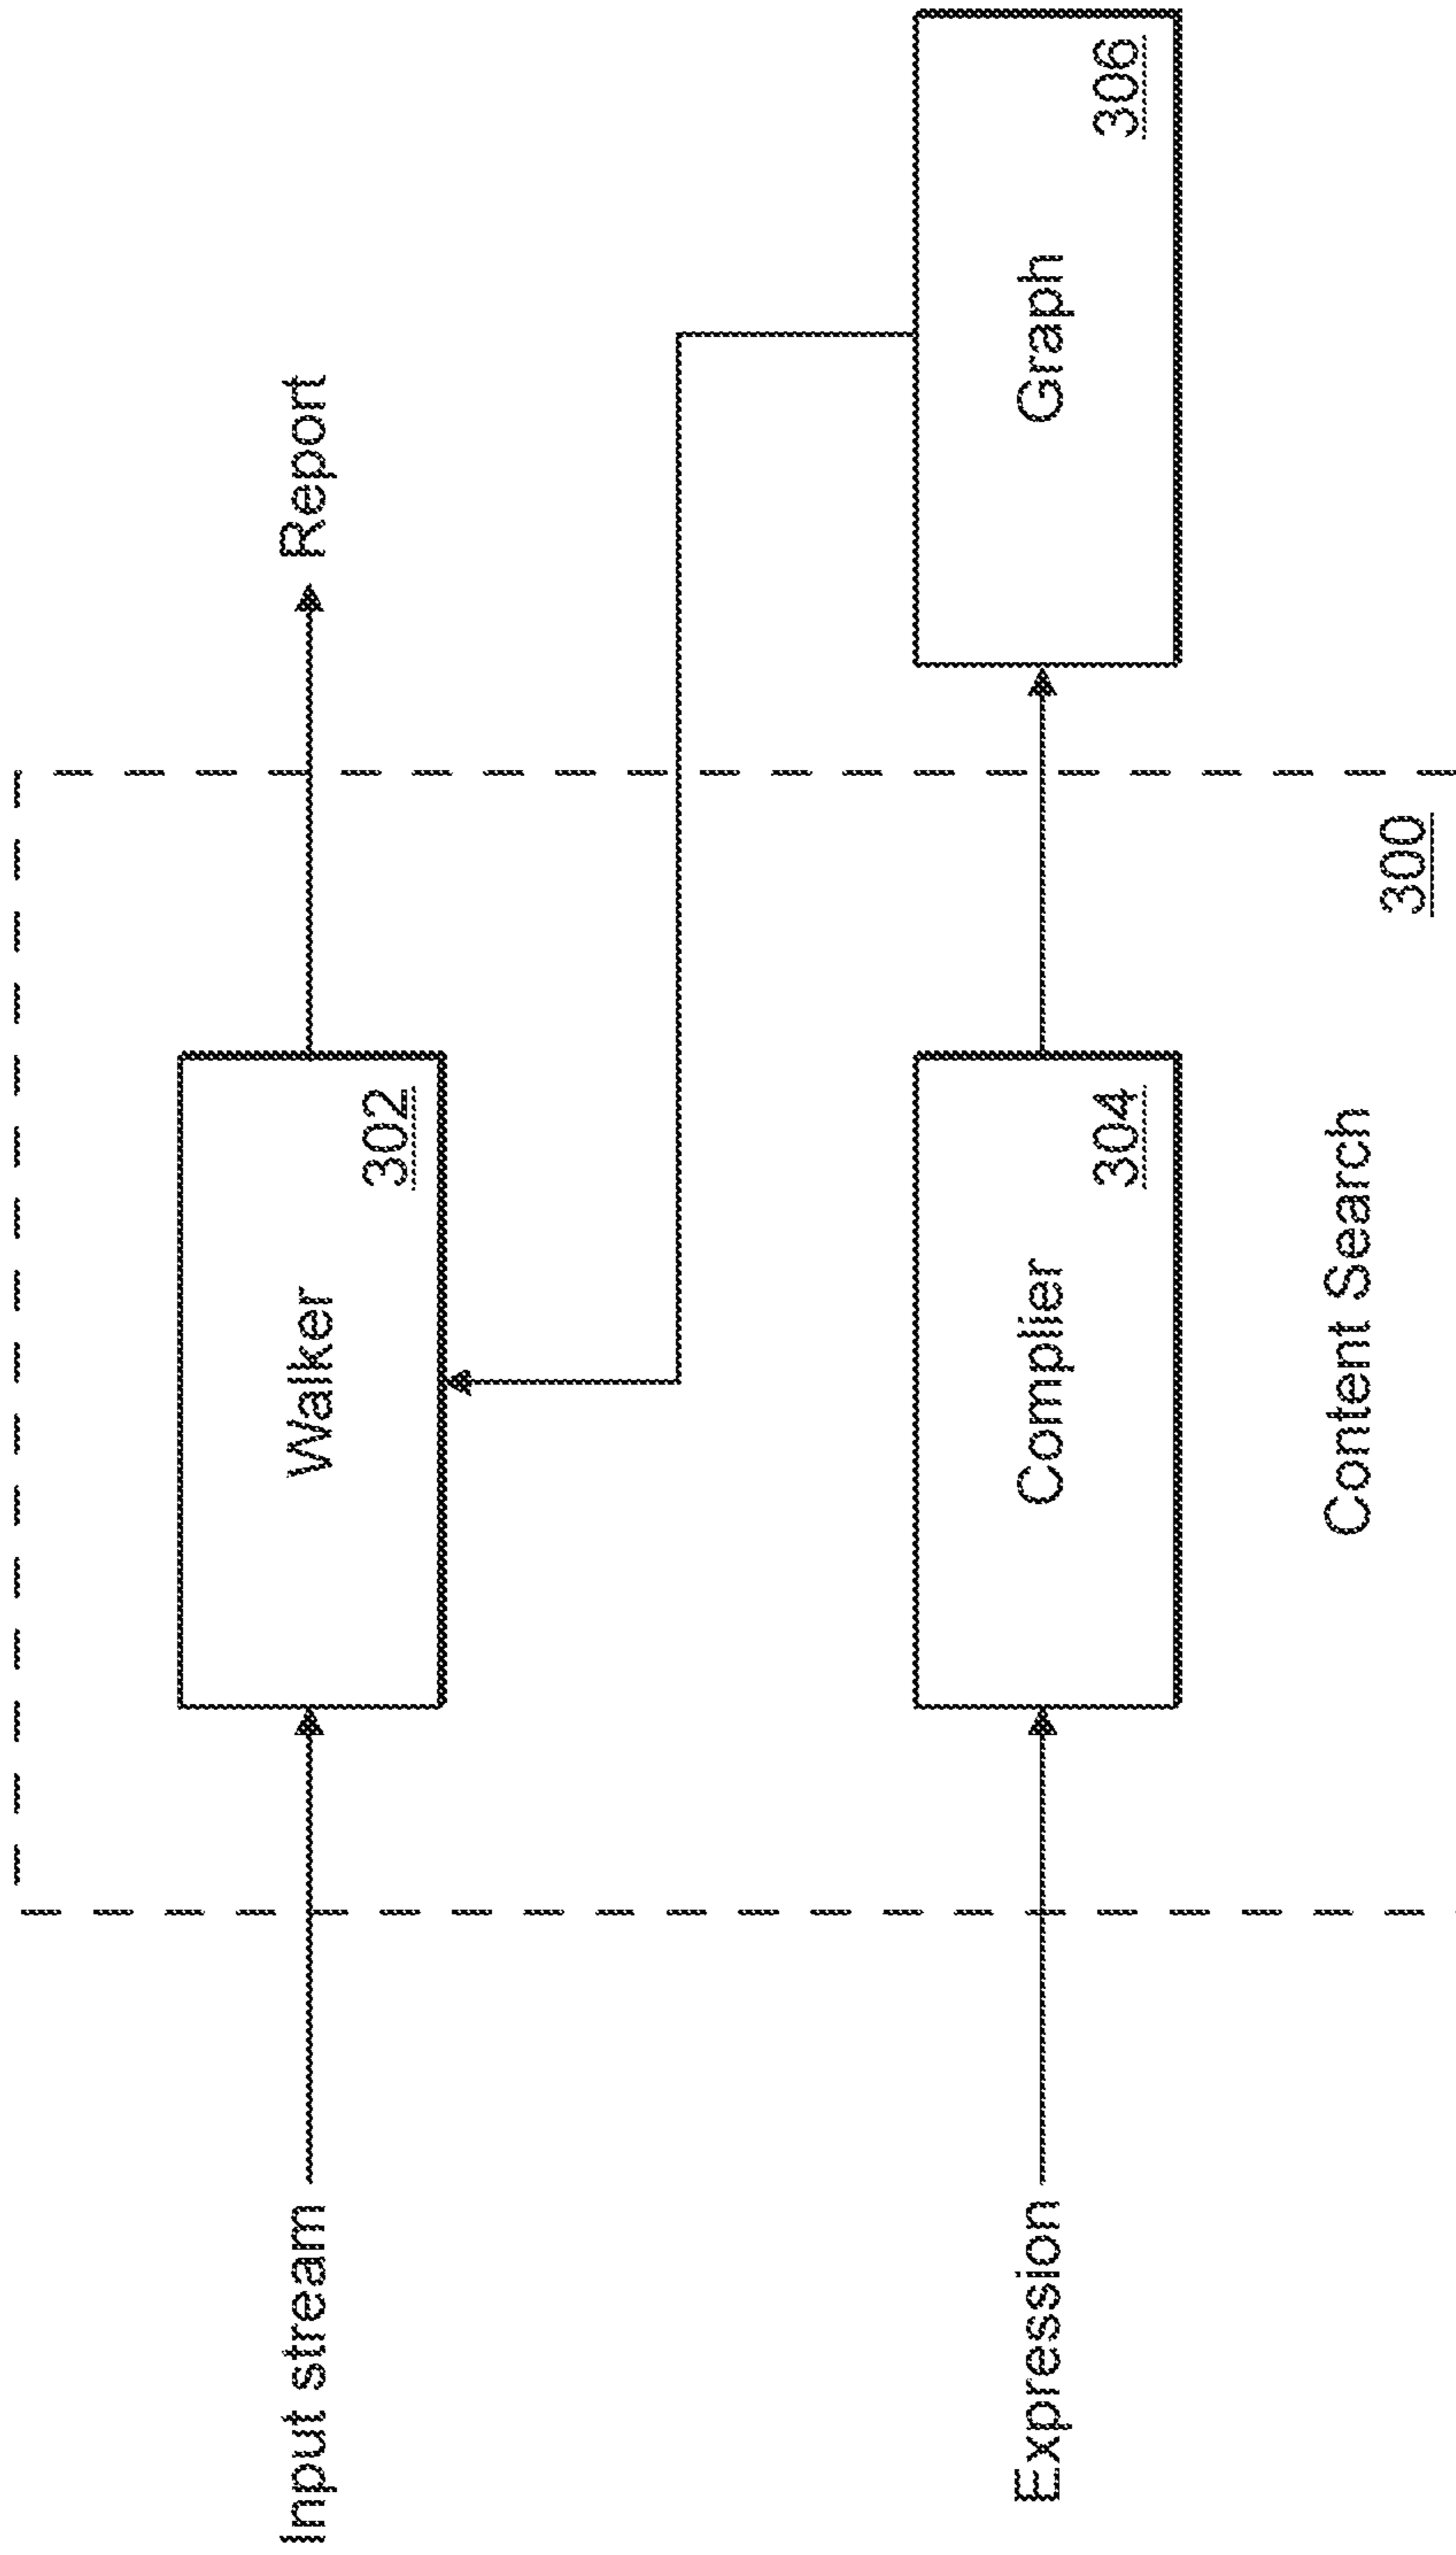 Input stream
Walker
302
Report
Expression
Complier
304
Graph
306
Content Search
300